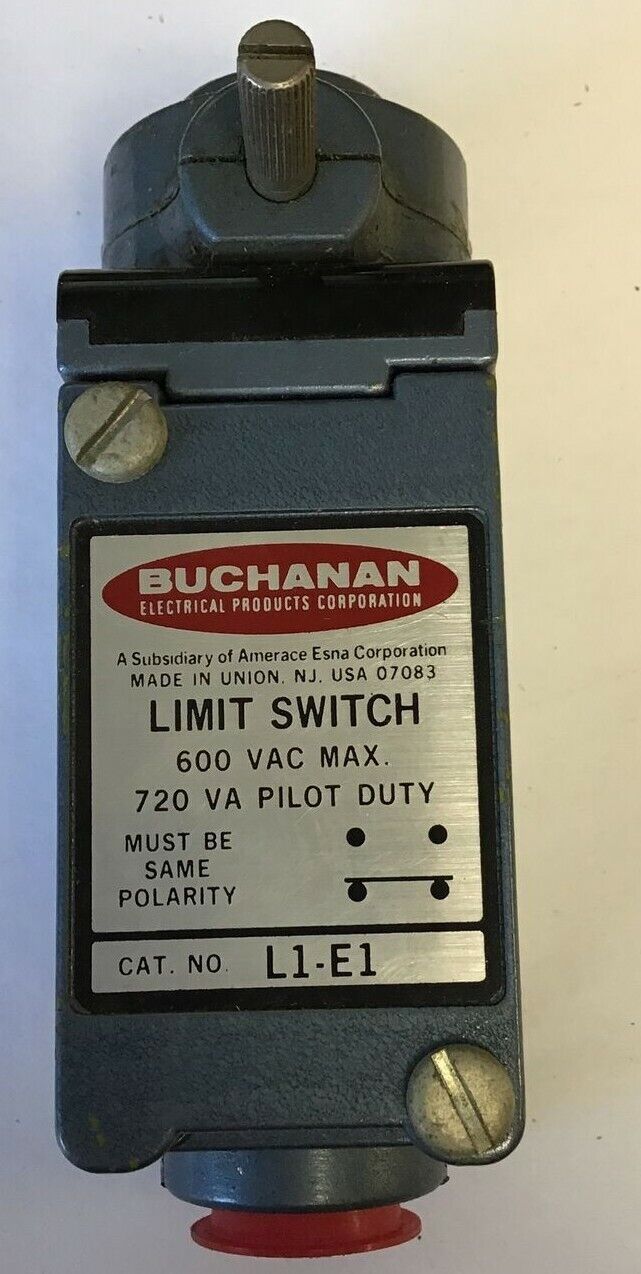 BUCHANAN
ELECTRICAL PRODUCTS CORPORATION
A Subsidiary of Amerace Esna Corporation
MADE IN UNION, NJ, USA 07083
LIMIT SWITCH
600 VAC MAX.
720 VA PILOT DUTY
MUST BE
SAME
POLARITY
CAT. NO. L1-E1